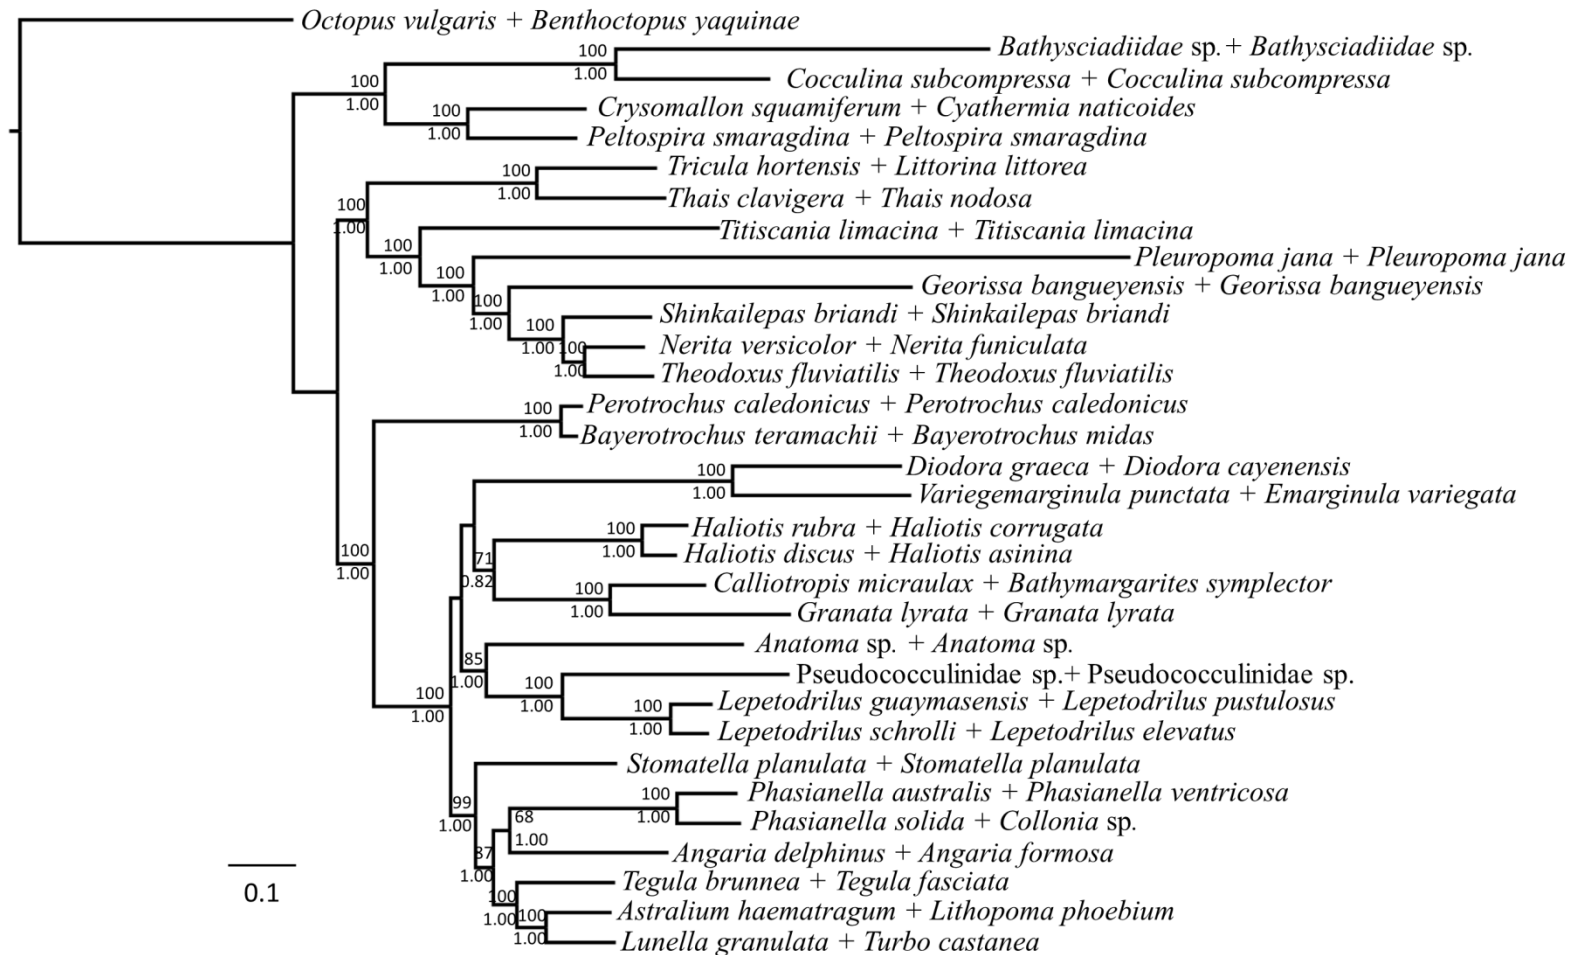 Octopus vulgaris + Benthoctopus yaquinae
100
1.00
Bathysciadiidae sp. + Bathysciadiidae sp.
Cocculina subcompressa + Cocculina subcompressa
100
1.00
100
1.00
Crysomallon squamiferum + Cyathermia naticoides
Peltospira smaragdina + Peltospira smaragdina
100
1.00
Tricula hortensis + Littorina littorea
Thais clavigera + Thais nodosa
100
1.00
Titiscania limacina + Titiscania limacina
100
1.00
Pleuropoma jana + Pleuropoma jana
100
1.00
Georissa bangueyensis + Georissa bangueyensis
100
1.00
Shinkailepas briandi + Shinkailepas briandi
100
1.00
Nerita versicolor + Nerita funiculata
100
1.00
Theodoxus fluviatilis + Theodoxus fluviatilis
Perotrochus caledonicus + Perotrochus caledonicus
100
1.00
Bayerotrochus teramachii + Bayerotrochus midas
Diodora graeca + Diodora cayenensis
100
1.00
Variegemarginula punctata + Emarginula variegata
Haliotis rubra + Haliotis corrugata
100
1.00
Haliotis discus + Haliotis asinina
100
1.00
71
0.82
Calliotropis micraulax + Bathymargarites symplector
100
1.00
Granata lyrata + Granata lyrata
Anatoma sp. + Anatoma sp.
85
1.00
Pseudococculinidae sp.+ Pseudococculinidae sp.
100
1.00
100
1.00
Lepetodrilus guaymasensis + Lepetodrilus pustulosus
100
1.00
Lepetodrilus schrolli + Lepetodrilus elevatus
Stomatella planulata + Stomatella planulata
99
1.00
Phasianella australis + Phasianella ventricosa
100
1.00
Phasianella solida + Collonia sp.
68
1.00
Angaria delphinus + Angaria formosa
87
1.00
Tegula brunnea + Tegula fasciata
100
1.00
Astralium haematragum + Lithopoma phoebium
100
1.00
Lunella granulata + Turbo castanea
0.1